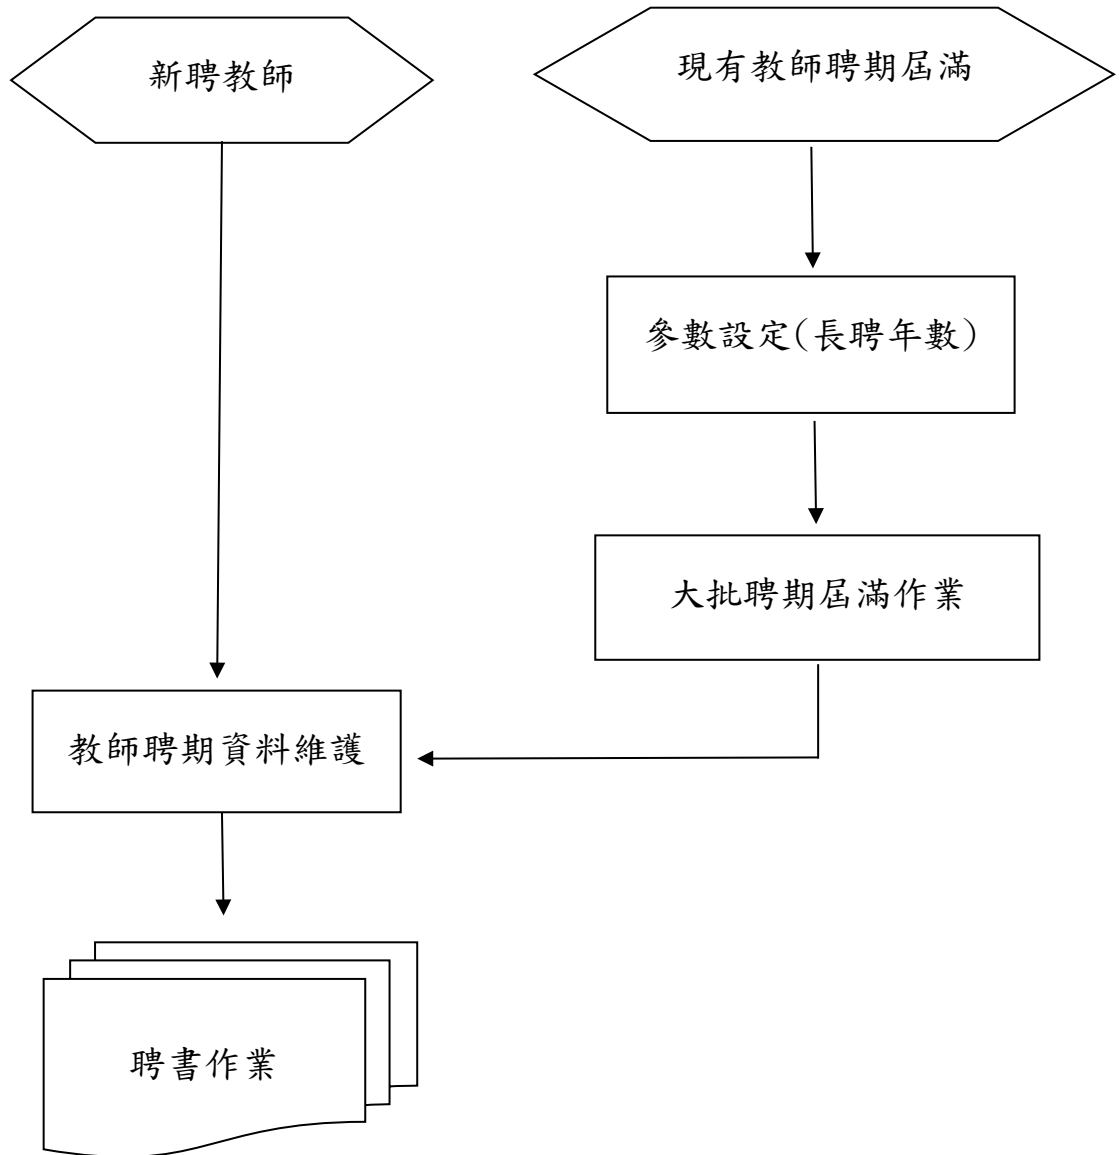 新聘教師
現有教師聘期屆滿
參數設定(長聘年數)
大批聘期屆滿作業
教師聘期資料維護
聘書作業